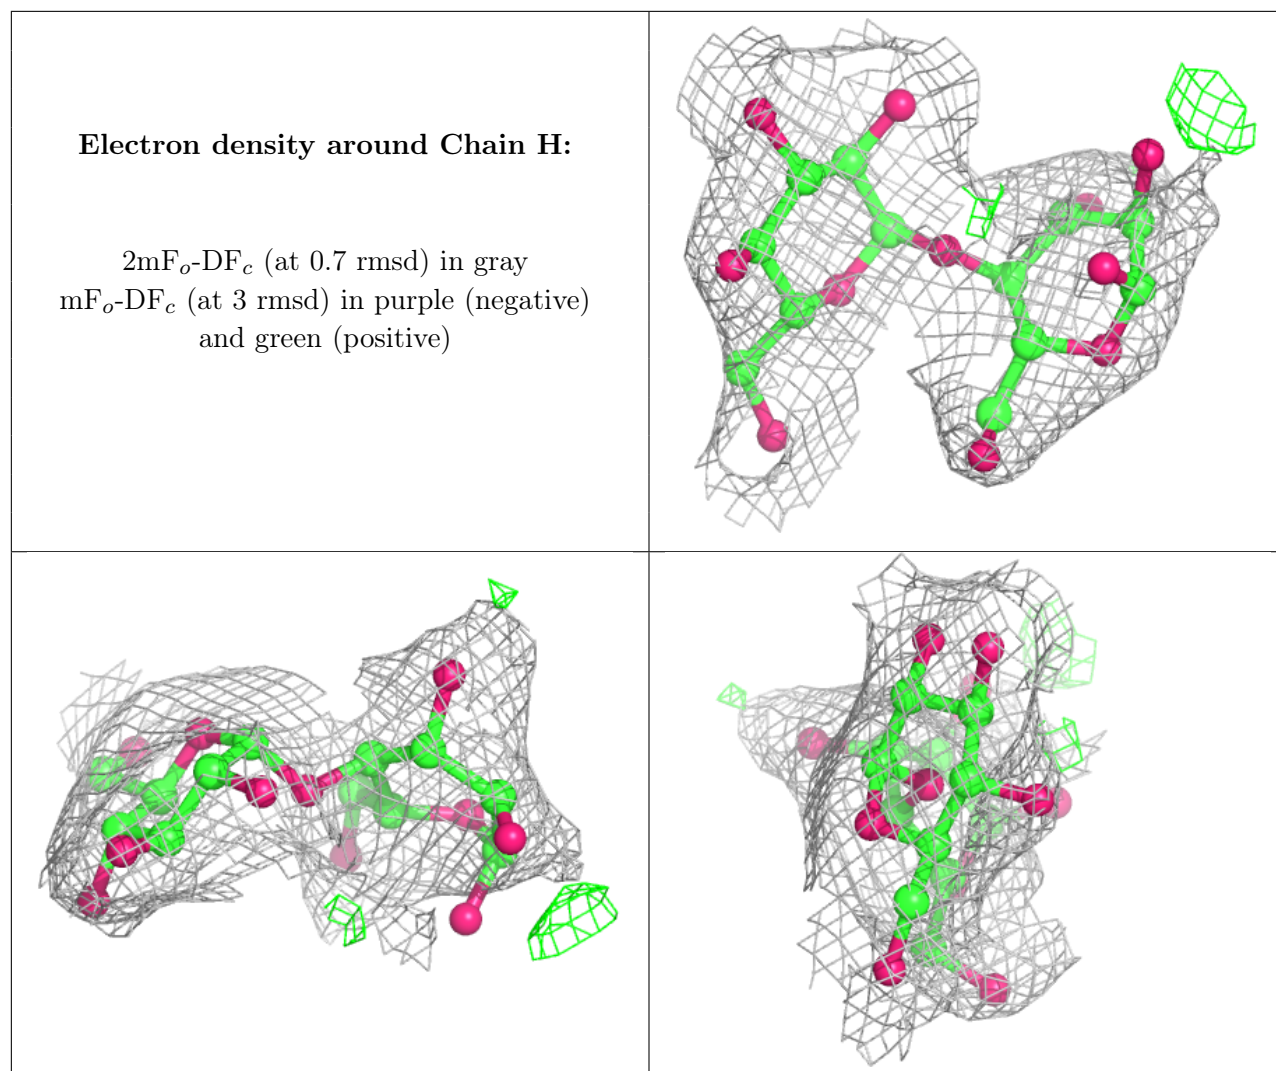 Electron density around Chain H:
2mFₒ-DF𝒸 (at 0.7 rmsd) in gray
mFₒ-DF𝒸 (at 3 rmsd) in purple (negative)
and green (positive)